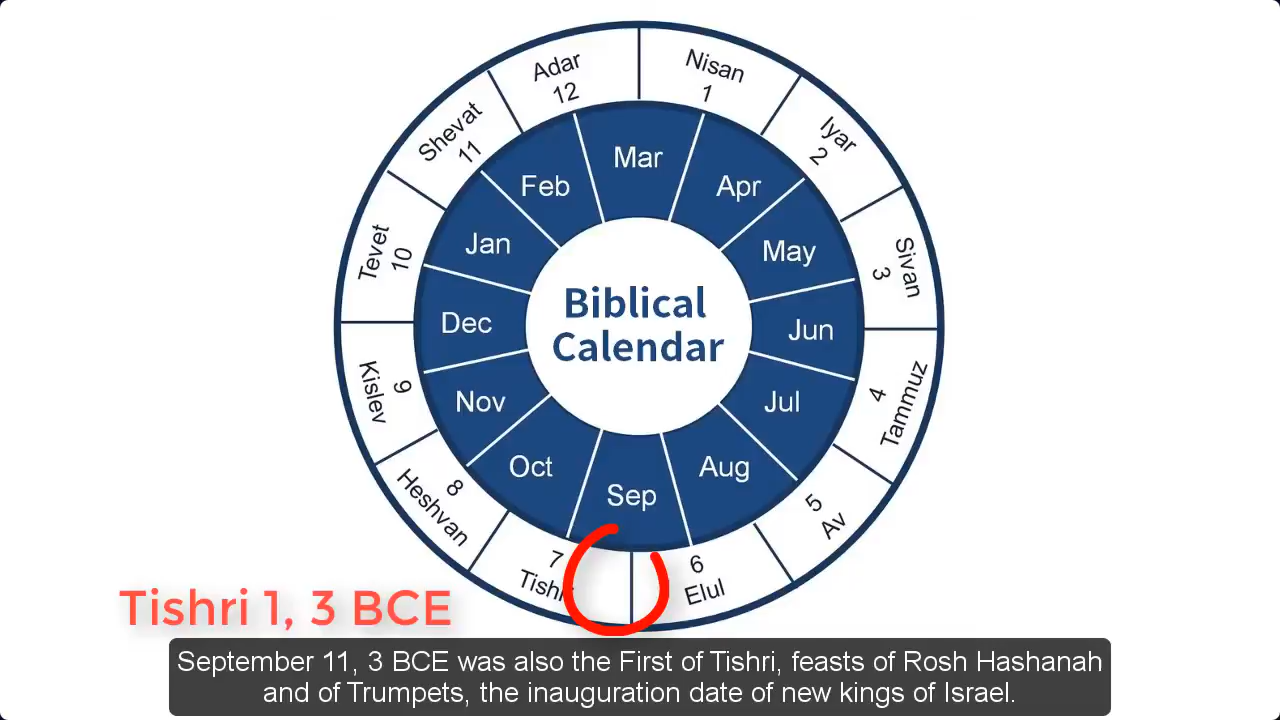 Nisan
1
Iyar
2
Sivan
3
4
Tammuz
5
Av
6
Elul
7
Tishri
8
Heshvan
9
Kislev
Tevet
10
Shevat
11
Adar
12
Mar
Apr
May
Jun
Jul
Aug
Sep
Oct
Nov
Dec
Jan
Feb
Biblical
Calendar
Tishri 1, 3 BCE
September 11, 3 BCE was also the First of Tishri, feasts of Rosh Hashanah
and of Trumpets, the inauguration date of new kings of Israel.